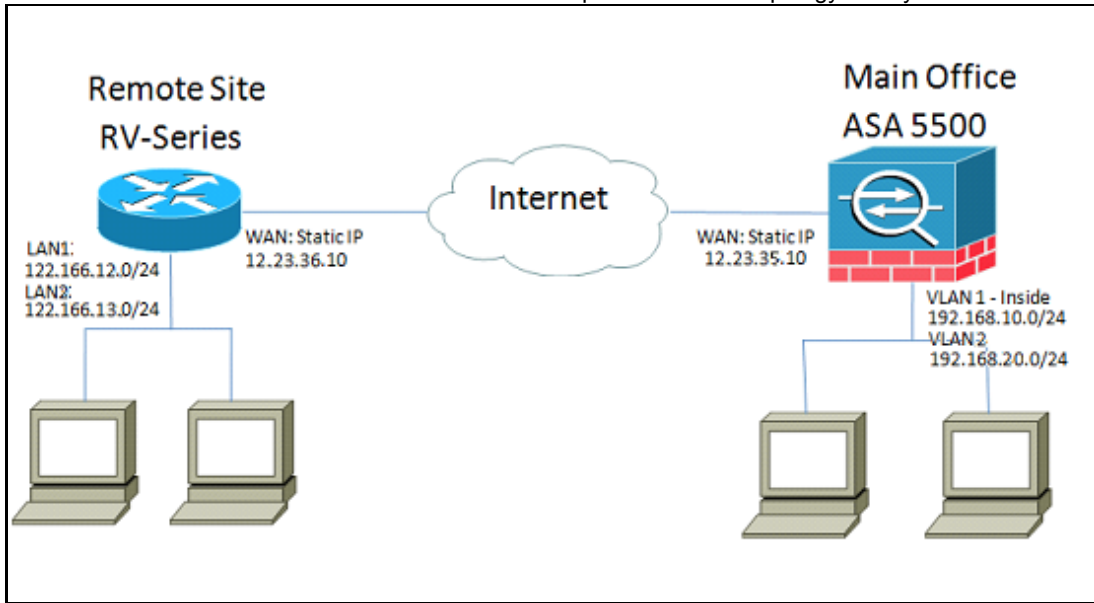 Remote Site
RV-Series
LAN1:
122.166.12.0/24
LAN2:
122.166.13.0/24
WAN: Static IP
12.23.36.10
Internet
Main Office
ASA 5500
WAN: Static IP
12.23.35.10
VLAN 1 - Inside
192.168.10.0/24
VLAN 2
192.168.20.0/24